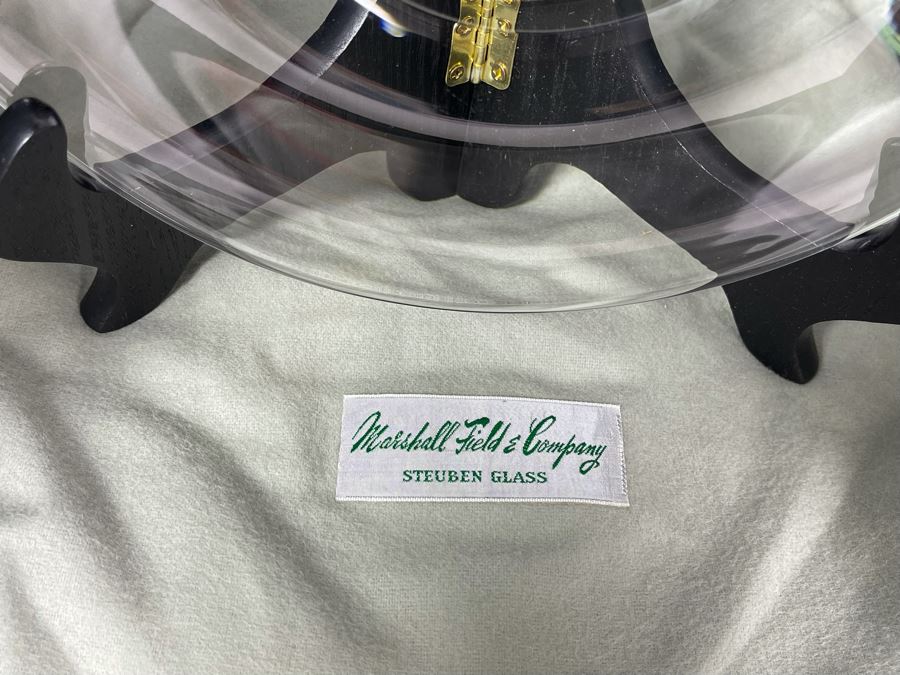 Marshall Field & Company
STEUBEN GLASS